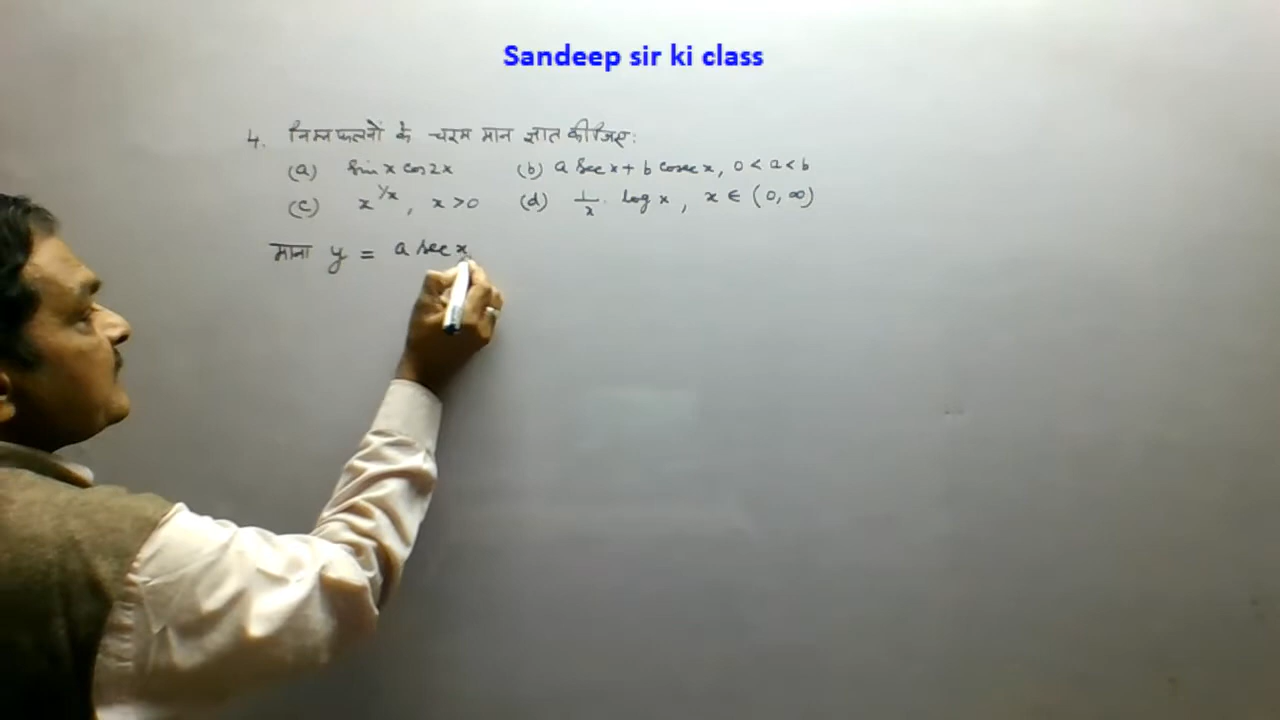 Sandeep sir ki class
4. निम्न फलनों के चरम मान ज्ञात कीजिए:
(a) sin x cos 2x (b) a sec x + b cosec x, 0 < a < b
(c) x^{1/x}, x > 0 (d) 1/x · log x, x ∈ (0, ∞)
माना y = a sec x